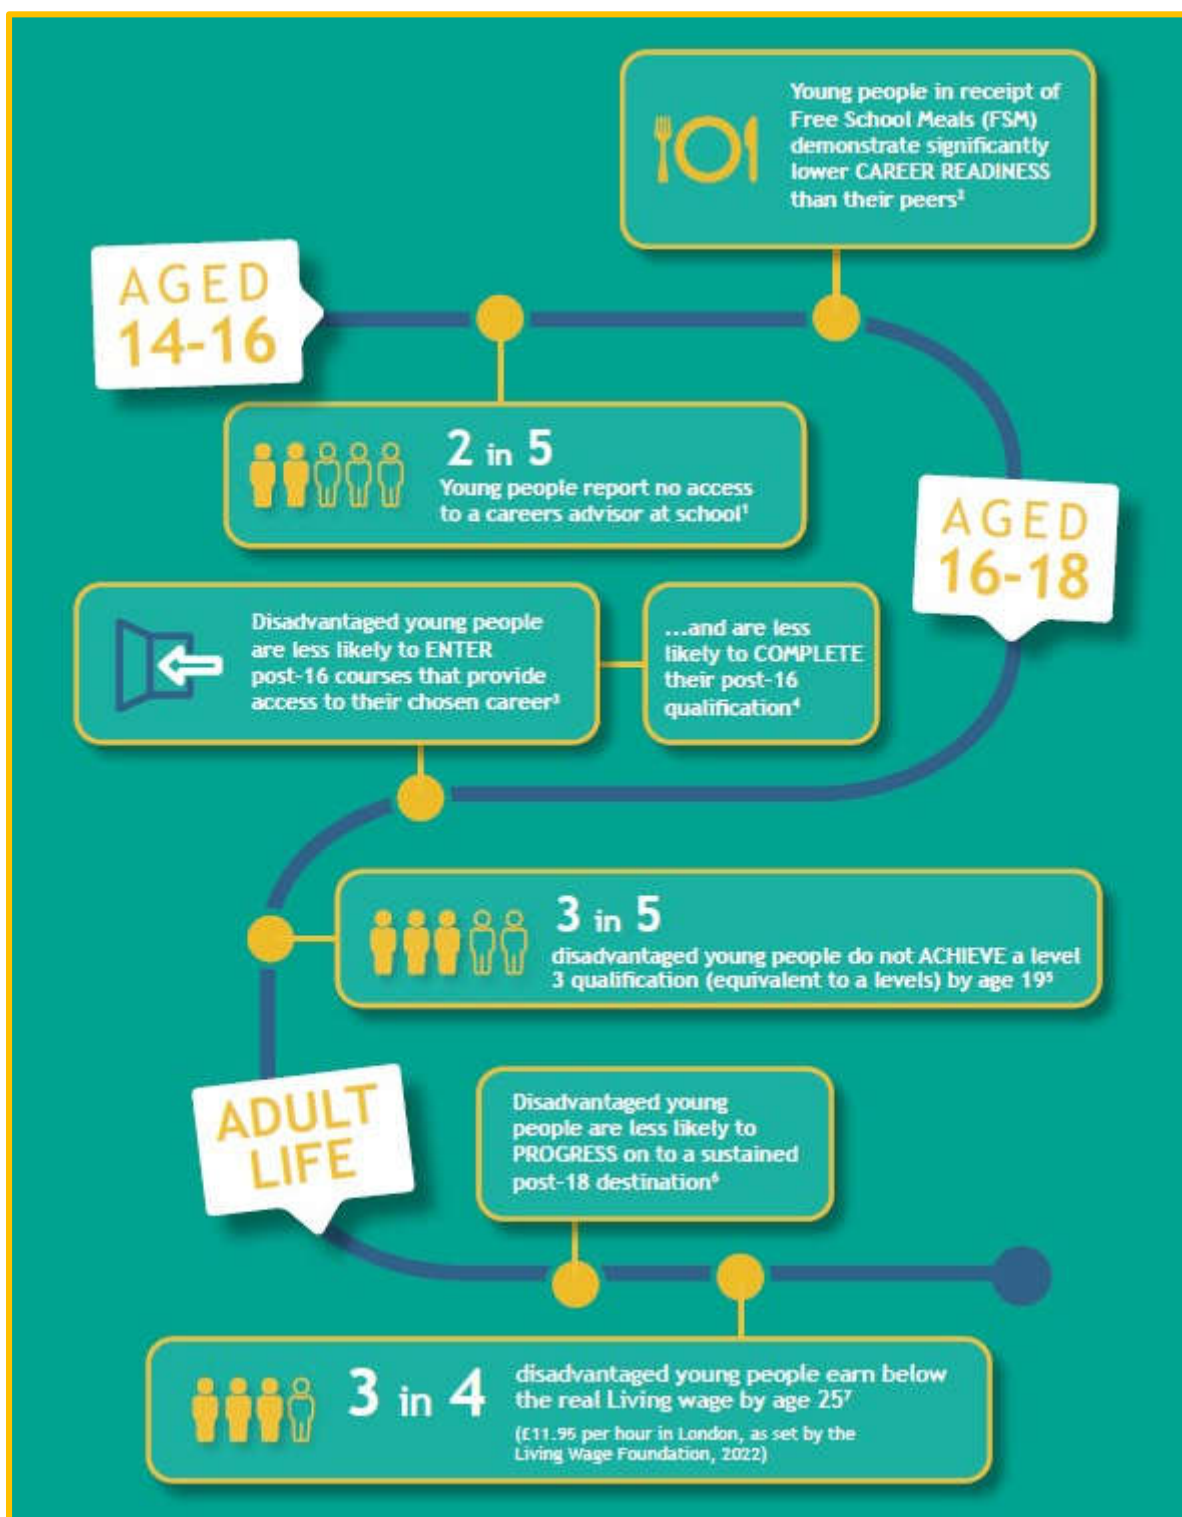 AGED
14-16
Young people in receipt of
Free School Meals (FSM)
demonstrate significantly
lower CAREER READINESS
than their peers²
2 in 5
Young people report no access
to a careers advisor at school¹
AGED
16-18
Disadvantaged young people
are less likely to ENTER
post-16 courses that provide
access to their chosen career³
...and are less
likely to COMPLETE
their post-16
qualification⁴
3 in 5
disadvantaged young people do not ACHIEVE a level
3 qualification (equivalent to a levels) by age 19⁵
ADULT
LIFE
Disadvantaged young
people are less likely to
PROGRESS on to a sustained
post-18 destination⁶
3 in 4
disadvantaged young people earn below
the real Living wage by age 25⁷
(£11.95 per hour in London, as set by the
Living Wage Foundation, 2022)